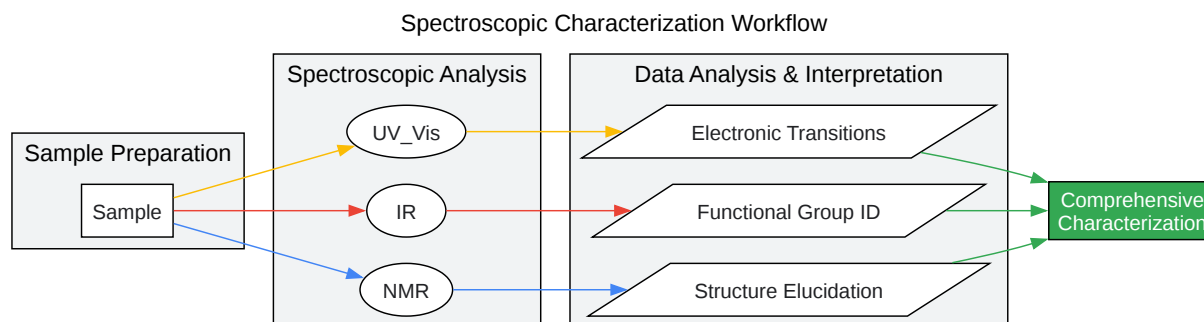 Spectroscopic Characterization Workflow
Sample Preparation
Sample
Spectroscopic Analysis
UV_Vis
IR
NMR
Data Analysis & Interpretation
Electronic Transitions
Functional Group ID
Structure Elucidation
Comprehensive
Characterization